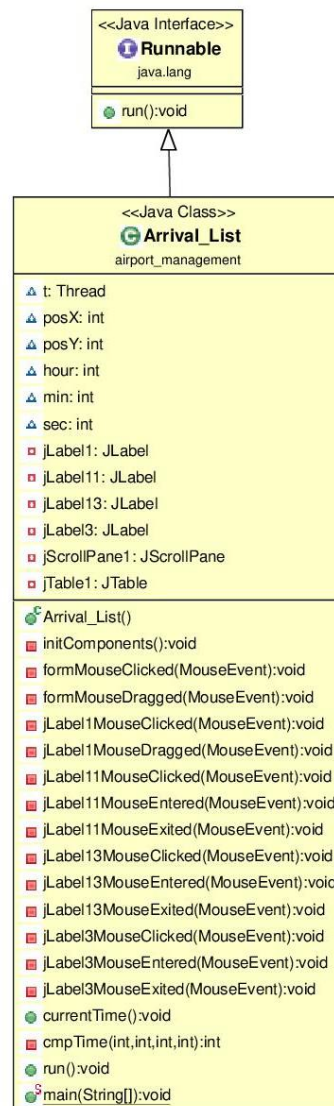 <<Java Interface>>
I Runnable
java.lang
run():void
<<Java Class>>
G Arrival_List
airport_management
t: Thread
posX: int
posY: int
hour: int
min: int
sec: int
jLabel1: JLabel
jLabel11: JLabel
jLabel13: JLabel
jLabel3: JLabel
jScrollPane1: JScrollPane
jTable1: JTable
C Arrival_List()
initComponents():void
formMouseClicked(MouseEvent):void
formMouseDragged(MouseEvent):void
jLabel1MouseClicked(MouseEvent):void
jLabel1MouseDragged(MouseEvent):void
jLabel11MouseClicked(MouseEvent):void
jLabel11MouseEntered(MouseEvent):void
jLabel11MouseExited(MouseEvent):void
jLabel13MouseClicked(MouseEvent):void
jLabel13MouseEntered(MouseEvent):void
jLabel13MouseExited(MouseEvent):void
jLabel3MouseClicked(MouseEvent):void
jLabel3MouseEntered(MouseEvent):void
jLabel3MouseExited(MouseEvent):void
currentTime():void
cmpTime(int,int,int,int):int
run():void
S main(String[]):void